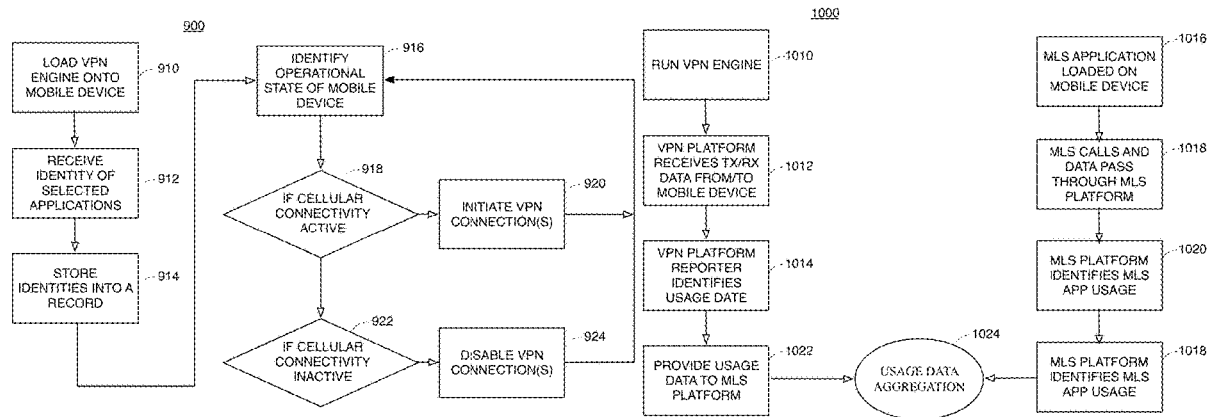 900
LOAD VPN
ENGINE ONTO
MOBILE DEVICE
910
RECEIVE
IDENTITY OF
SELECTED
APPLICATIONS
912
STORE
IDENTITIES INTO A
RECORD
914
IDENTIFY
OPERATIONAL
STATE OF MOBILE
DEVICE
916
IF CELLULAR
CONNECTIVITY
ACTIVE
918
INITIATE VPN
CONNECTION(S)
920
IF CELLULAR
CONNECTIVITY
INACTIVE
922
DISABLE VPN
CONNECTION(S)
924
1000
RUN VPN ENGINE
1010
VPN PLATFORM
RECEIVES TX/RX
DATA FROM/TO
MOBILE DEVICE
1012
VPN PLATFORM
REPORTER
IDENTIFIES
USAGE DATE
1014
PROVIDE USAGE
DATA TO MLS
PLATFORM
1022
USAGE DATA
AGGREGATION
1024
MLS APPLICATION
LOADED ON
MOBILE DEVICE
1016
MLS CALLS AND
DATA PASS
THROUGH MLS
PLATFORM
1018
MLS PLATFORM
IDENTIFIES MLS
APP USAGE
1020
MLS PLATFORM
IDENTIFIES MLS
APP USAGE
1018